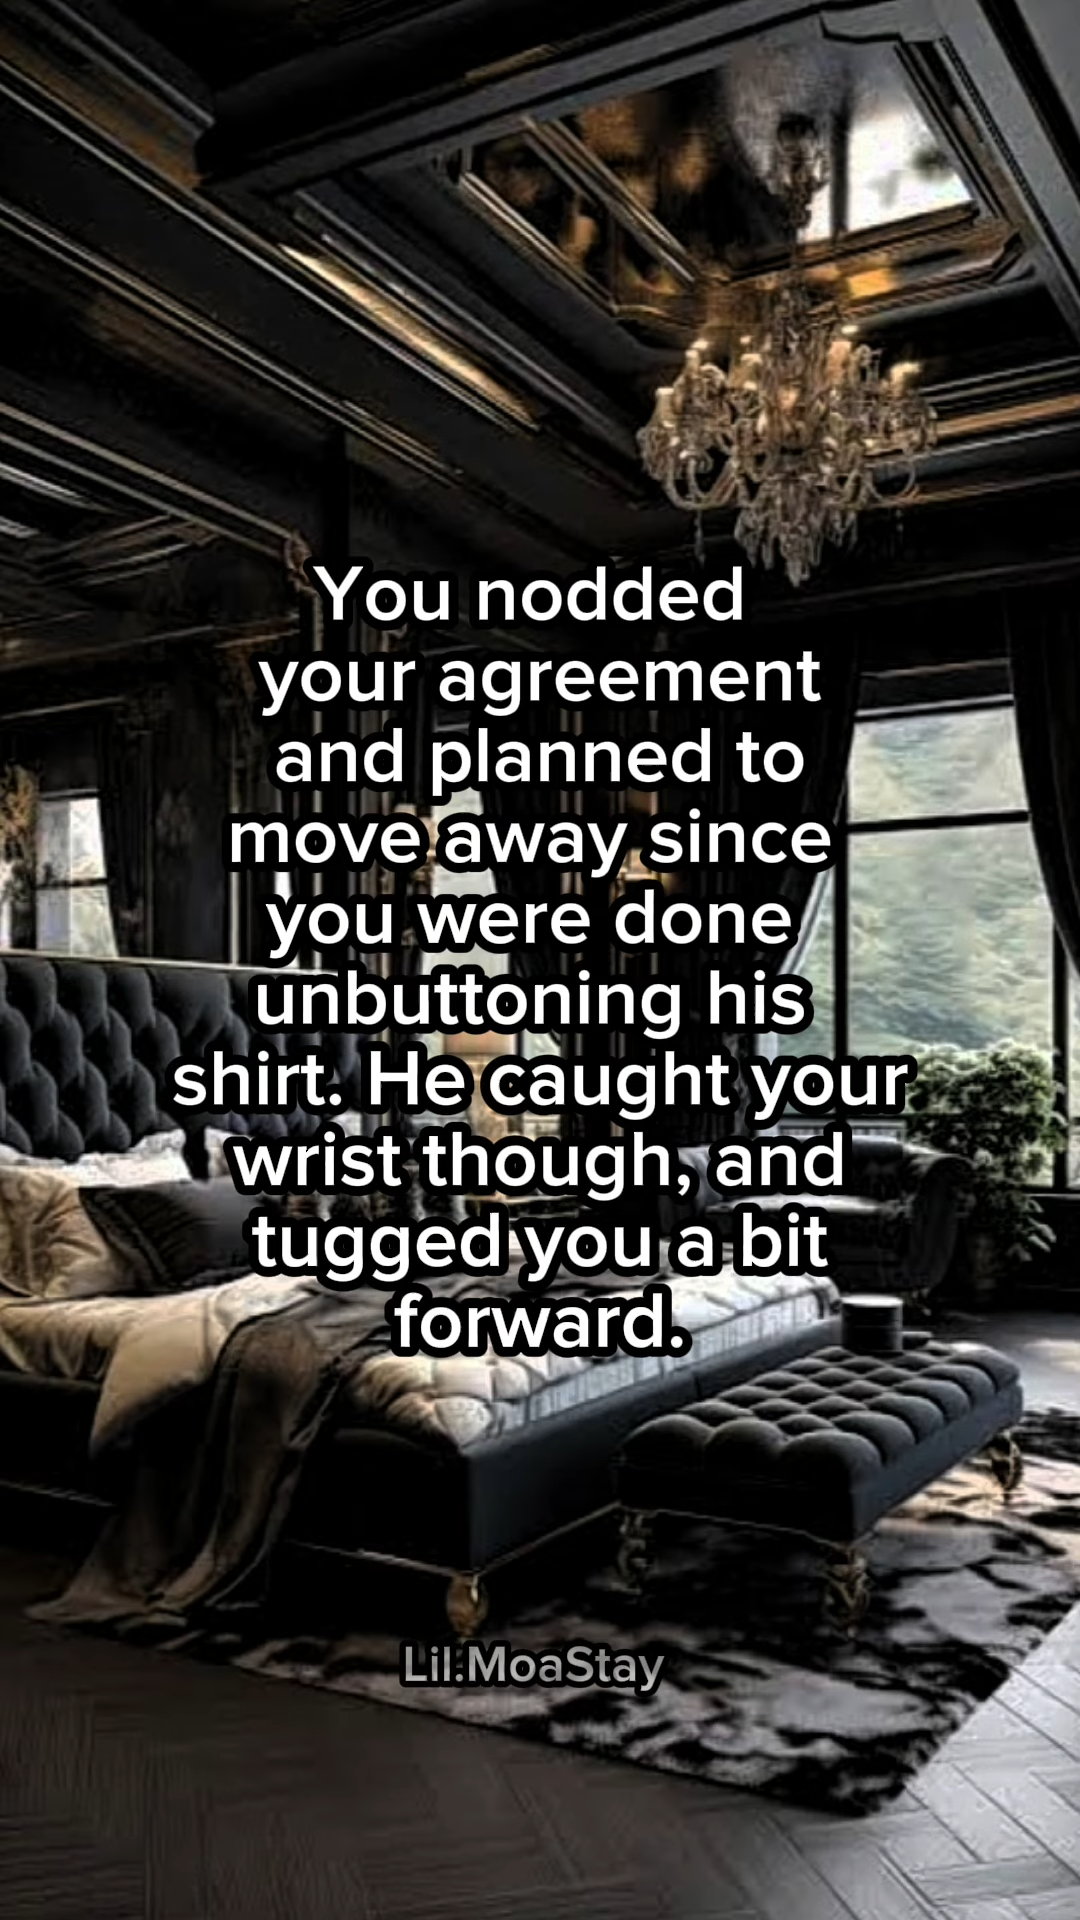 You nodded
your agreement
and planned to
move away since
you were done
unbuttoning his
shirt. He caught your
wrist though, and
tugged you a bit
forward.
Lil.MoaStay